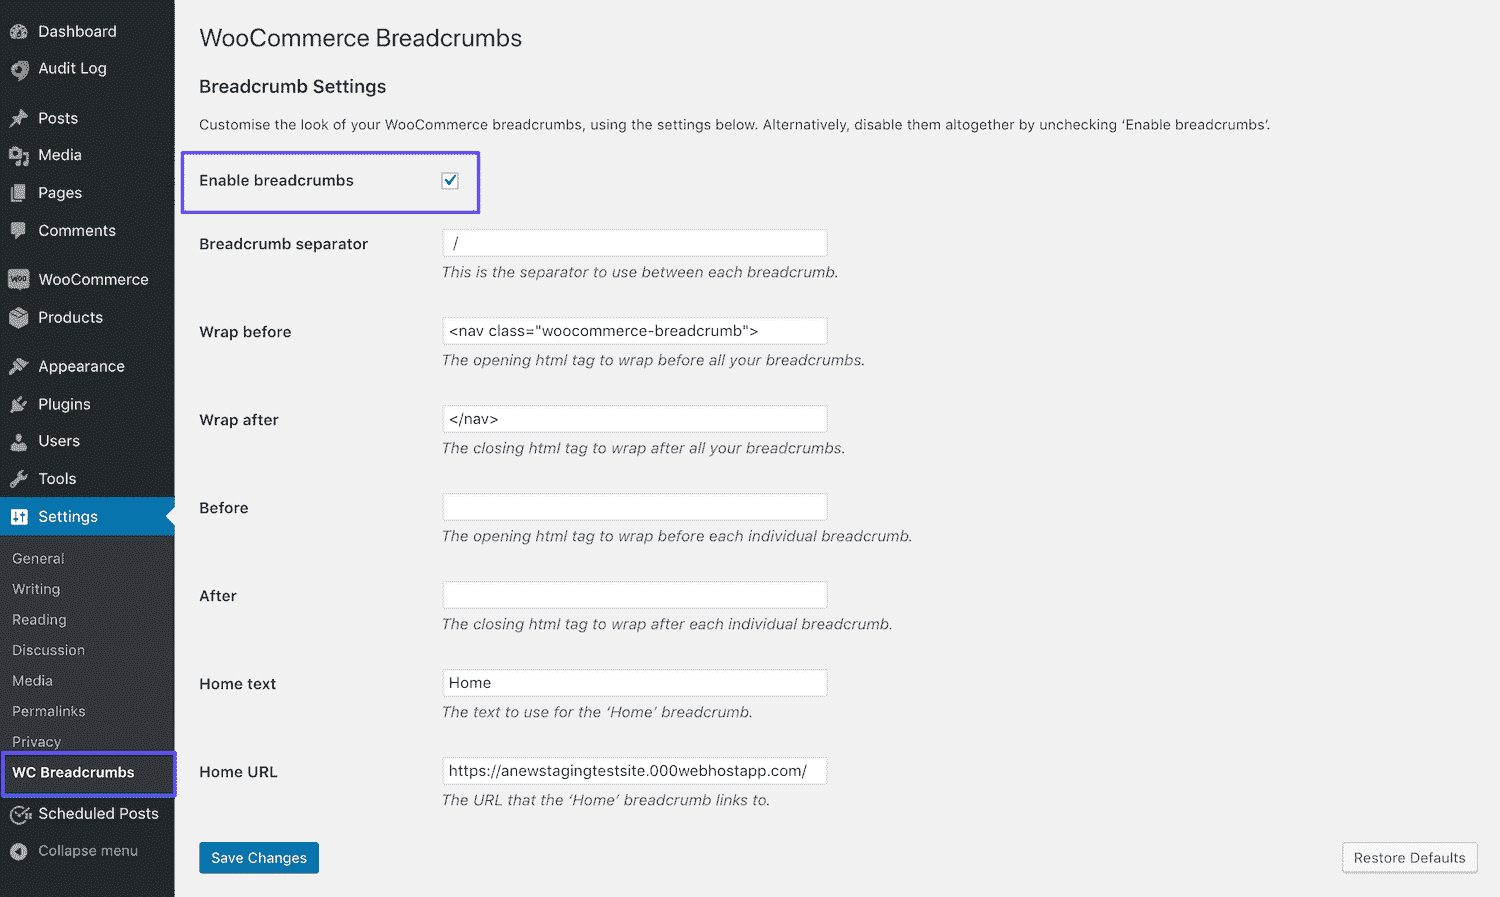 Dashboard
Audit Log
Posts
Media
Pages
Comments
WooCommerce
Products
Appearance
Plugins
Users
Tools
Settings
General
Writing
Reading
Discussion
Media
Permalinks
Privacy
WC Breadcrumbs
Scheduled Posts
Collapse menu
WooCommerce Breadcrumbs
Breadcrumb Settings
Customise the look of your WooCommerce breadcrumbs, using the settings below. Alternatively, disable them altogether by unchecking ‘Enable breadcrumbs’.
Enable breadcrumbs
Breadcrumb separator
/
This is the separator to use between each breadcrumb.
Wrap before
<nav class="woocommerce-breadcrumb">
The opening html tag to wrap before all your breadcrumbs.
Wrap after
</nav>
The closing html tag to wrap after all your breadcrumbs.
Before
The opening html tag to wrap before each individual breadcrumb.
After
The closing html tag to wrap after each individual breadcrumb.
Home text
Home
The text to use for the ‘Home’ breadcrumb.
Home URL
https://anewstagingtestsite.000webhostapp.com/
The URL that the ‘Home’ breadcrumb links to.
Save Changes
Restore Defaults